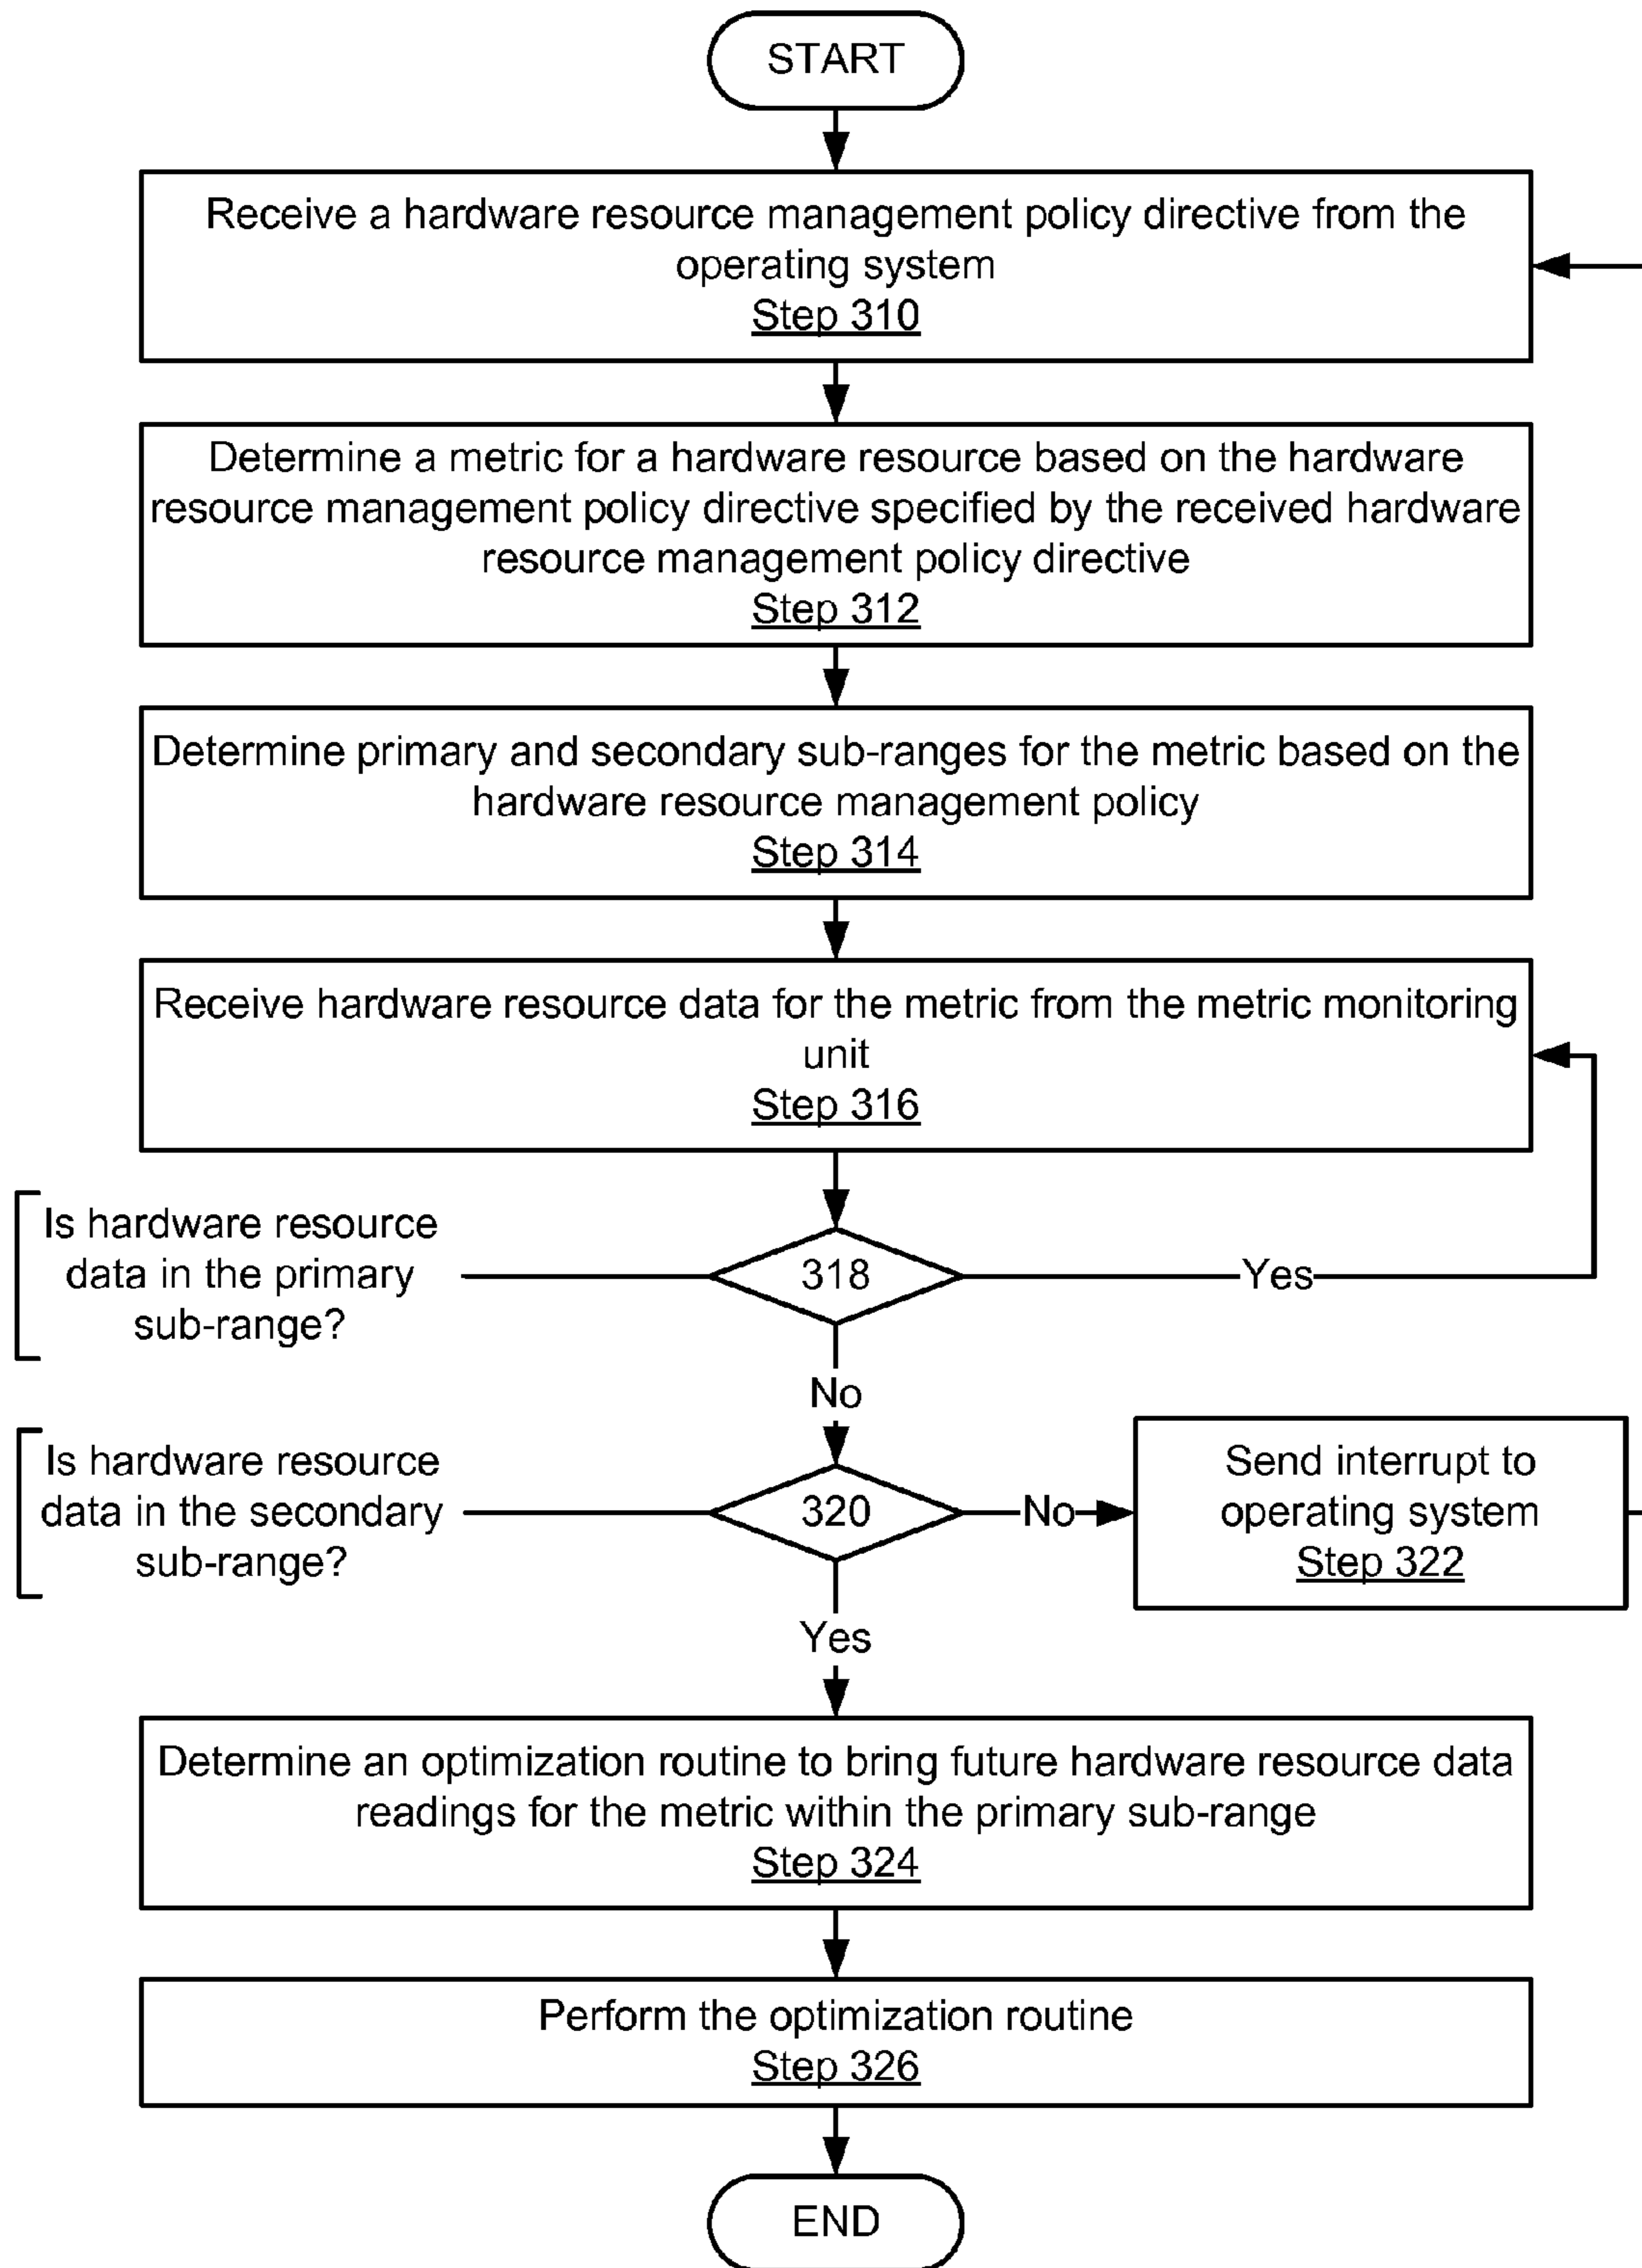 START
Receive a hardware resource management policy directive from the
operating system
Step 310
Determine a metric for a hardware resource based on the hardware
resource management policy directive specified by the received hardware
resource management policy directive
Step 312
Determine primary and secondary sub-ranges for the metric based on the
hardware resource management policy
Step 314
Receive hardware resource data for the metric from the metric monitoring
unit
Step 316
Is hardware resource
data in the primary
sub-range?
318
Yes
No
Is hardware resource
data in the secondary
sub-range?
320
No
Send interrupt to
operating system
Step 322
Yes
Determine an optimization routine to bring future hardware resource data
readings for the metric within the primary sub-range
Step 324
Perform the optimization routine
Step 326
END